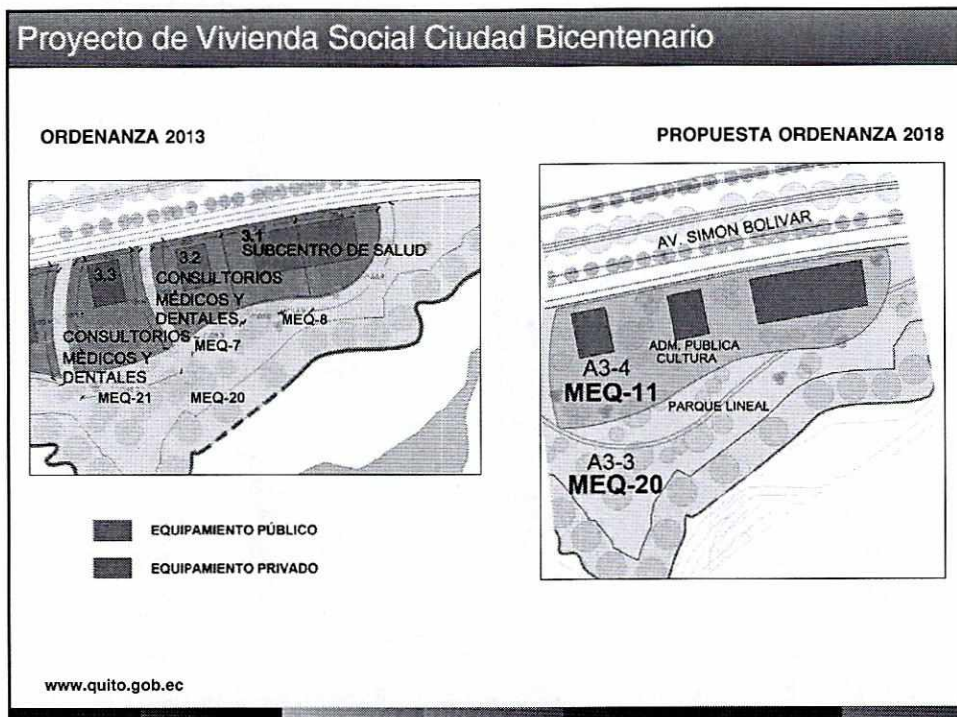 Proyecto de Vivienda Social Ciudad Bicentenario
ORDENANZA 2013
3.1
SUBCENTRO DE SALUD
3.2
CONSULTORIOS
MÉDICOS Y
DENTALES
3.3
CONSULTORIOS
MÉDICOS Y
DENTALES
MEQ-8
MEQ-7
MEQ-21
MEQ-20
EQUIPAMIENTO PÚBLICO
EQUIPAMIENTO PRIVADO
PROPUESTA ORDENANZA 2018
AV. SIMON BOLIVAR
ADM. PUBLICA
CULTURA
A3-4
MEQ-11
PARQUE LINEAL
A3-3
MEQ-20
www.quito.gob.ec